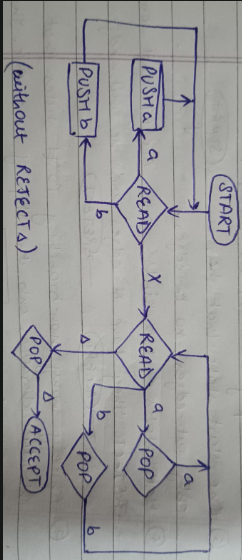 START
READ
a
PUSH a
b
PUSH b
X
READ
a
POP
a
b
POP
b
Δ
POP
Δ
ACCEPT
(without REJECTs)